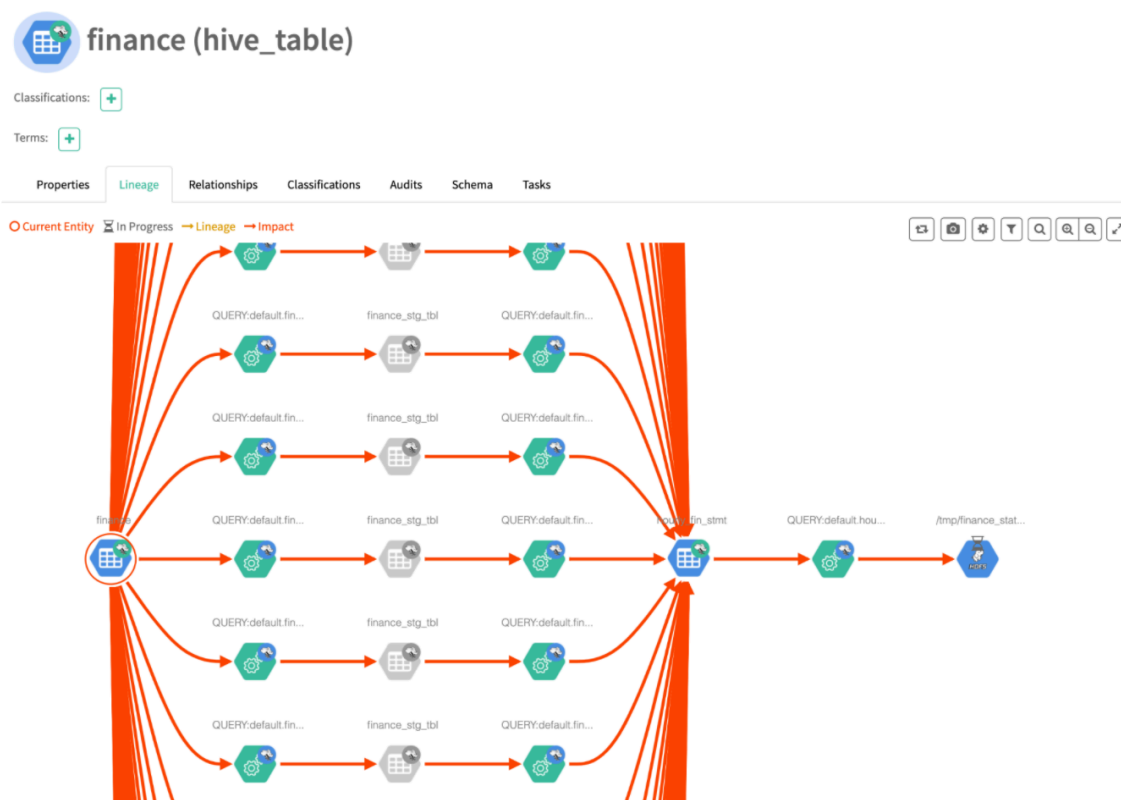 finance (hive_table)
Classifications:
Terms:
Properties Lineage Relationships Classifications Audits Schema Tasks
Current Entity In Progress Lineage Impact
QUERY:default.fin... finance_stg_tbl QUERY:default.fin...
QUERY:default.fin... finance_stg_tbl QUERY:default.fin...
finance QUERY:default.fin... finance_stg_tbl QUERY:default.fin... fin_stmt QUERY:default.hou... /tmp/finance_stat...
HDFS
QUERY:default.fin... finance_stg_tbl QUERY:default.fin...
QUERY:default.fin... finance_stg_tbl QUERY:default.fin...